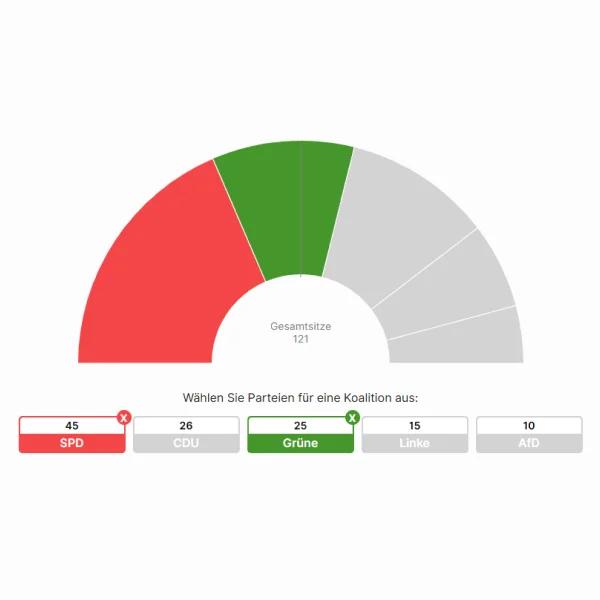 Gesamtsitze
121
Wählen Sie Parteien für eine Koalition aus:
X X
45 26 25 15 10
SPD CDU Grüne Linke AfD